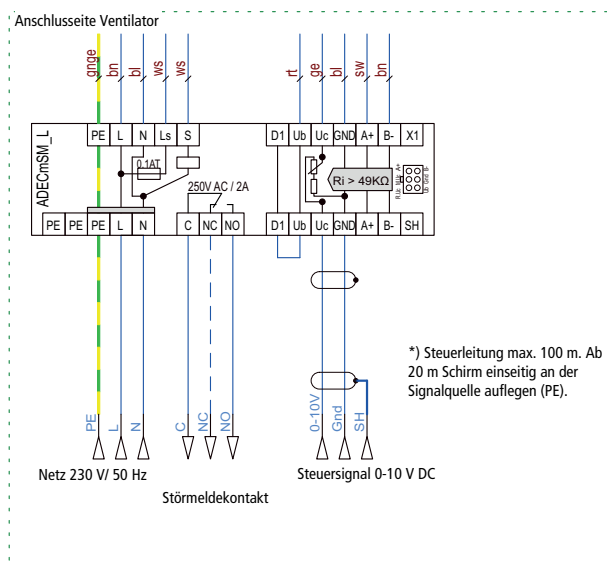 Anschlusseite Ventilator
gnge bn bl ws ws rt ge bl sw bn
PE L N Ls S D1 Ub Uc GND A+ B- X1
ADECmSM_L
0.1AT
250V AC / 2A
Ri > 49KΩ
A+ B-
Ub Gnd
PE PE PE L N C NC NO D1 Ub Uc GND A+ B- SH
*) Steuerleitung max. 100 m. Ab
20 m Schirm einseitig an der
Signalquelle auflegen (PE).
PE L N C NC NO 0-10V Gnd SH
Netz 230 V/ 50 Hz
Steuersignal 0-10 V DC
Störmeldekontakt